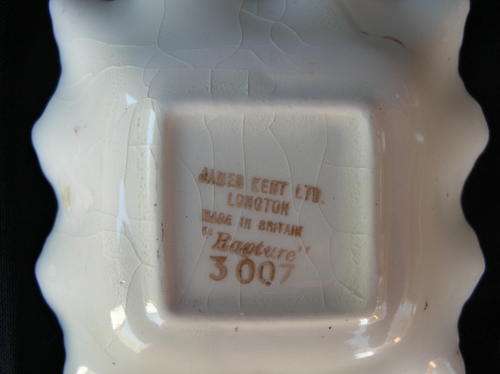 JAMES KENT LTD.
LONGTON
MADE IN BRITAIN
"Rapture"
3007